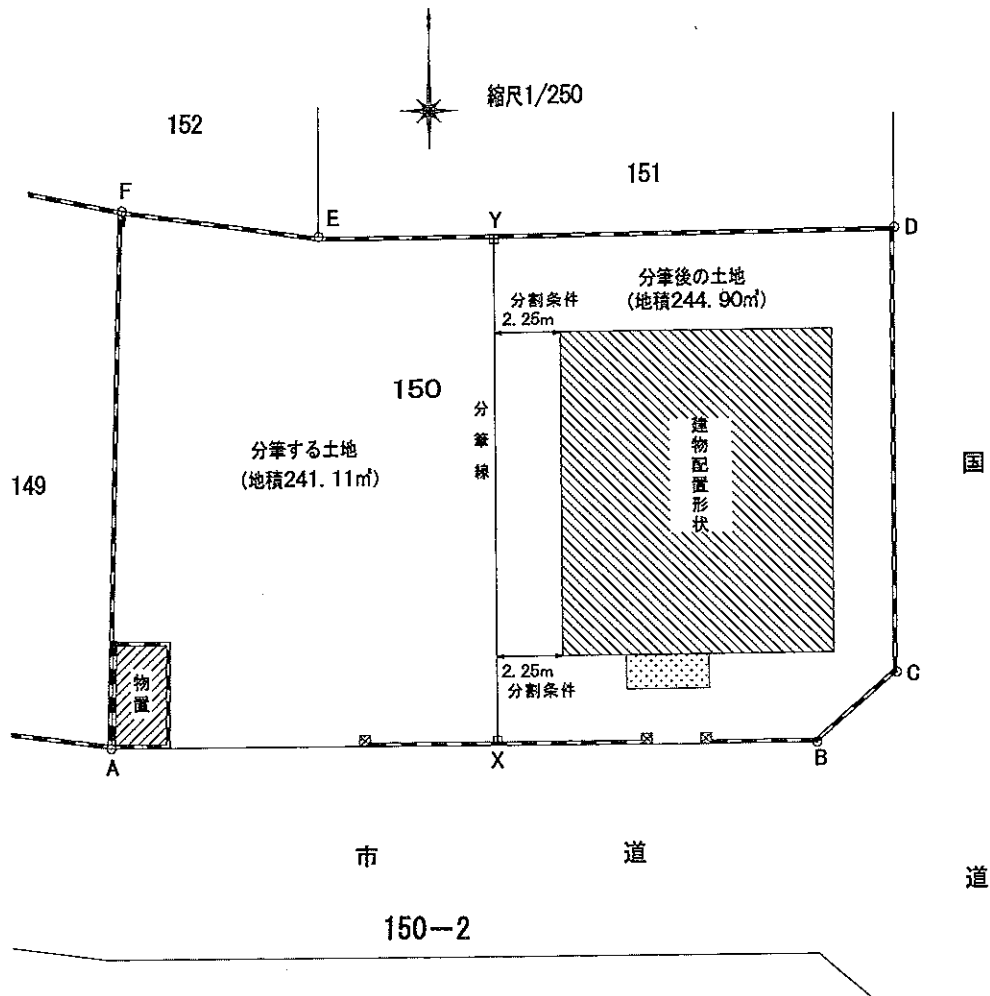 縮尺1/250
152
151
F
E
Y
D
分筆後の土地
(地積244.90㎡)
分割条件
2.25m
150
分筆線
建物配置形状
分筆する土地
(地積241.11㎡)
149
国
物置
2.25m
分割条件
C
A
X
B
市
道
道
150-2